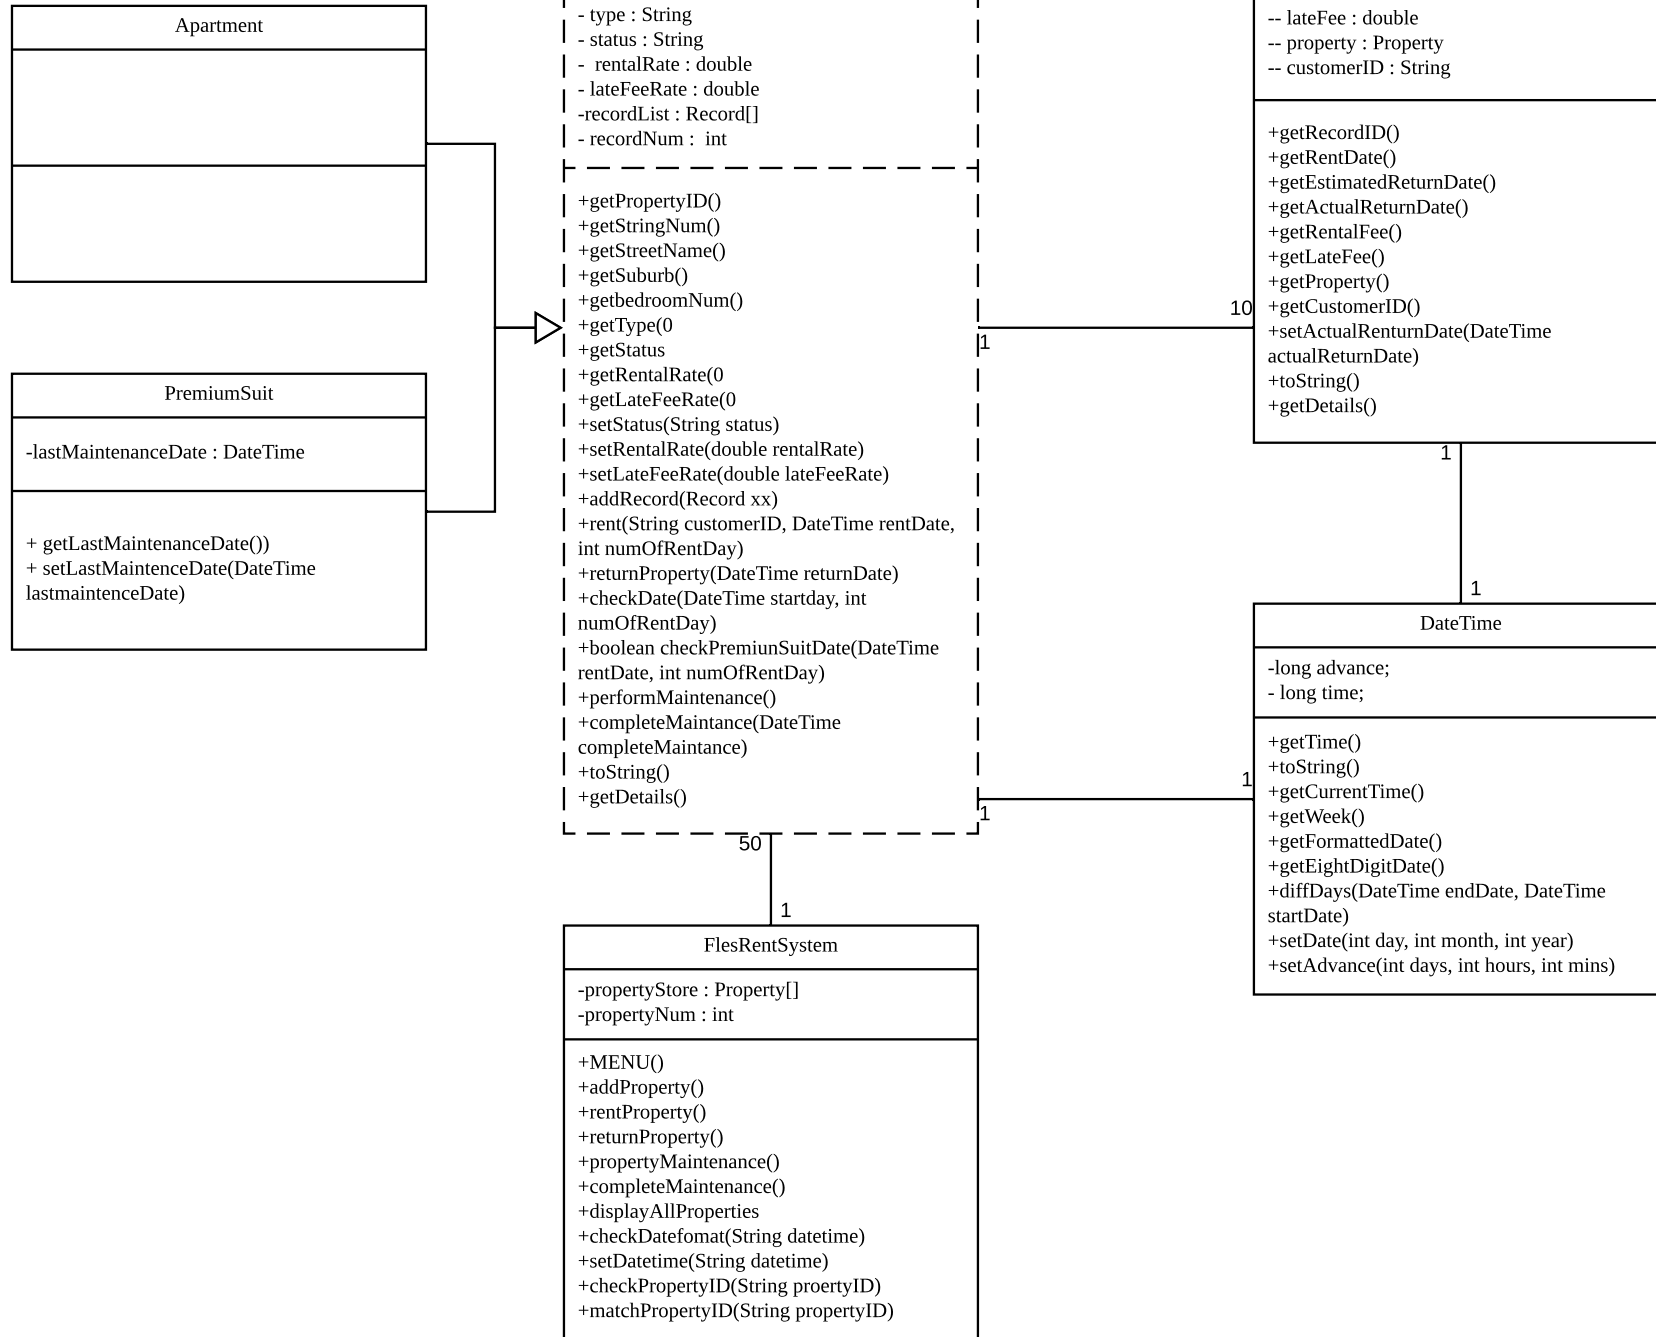 Apartment
PremiumSuit
-lastMaintenanceDate : DateTime
+ getLastMaintenanceDate())
+ setLastMaintenceDate(DateTime
lastmaintenceDate)
- type : String
- status : String
-  rentalRate : double
- lateFeeRate : double
-recordList : Record[]
- recordNum :  int
+getPropertyID()
+getStringNum()
+getStreetName()
+getSuburb()
+getbedroomNum()
+getType(0
+getStatus
+getRentalRate(0
+getLateFeeRate(0
+setStatus(String status)
+setRentalRate(double rentalRate)
+setLateFeeRate(double lateFeeRate)
+addRecord(Record xx)
+rent(String customerID, DateTime rentDate,
int numOfRentDay)
+returnProperty(DateTime returnDate)
+checkDate(DateTime startday, int
numOfRentDay)
+boolean checkPremiunSuitDate(DateTime
rentDate, int numOfRentDay)
+performMaintenance()
+completeMaintance(DateTime
completeMaintance)
+toString()
+getDetails()
50
1
FlesRentSystem
-propertyStore : Property[]
-propertyNum : int
+MENU()
+addProperty()
+rentProperty()
+returnProperty()
+propertyMaintenance()
+completeMaintenance()
+displayAllProperties
+checkDatefomat(String datetime)
+setDatetime(String datetime)
+checkPropertyID(String proertyID)
+matchPropertyID(String propertyID)
10
1
1
1
-- lateFee : double
-- property : Property
-- customerID : String
+getRecordID()
+getRentDate()
+getEstimatedReturnDate()
+getActualReturnDate()
+getRentalFee()
+getLateFee()
+getProperty()
+getCustomerID()
+setActualRenturnDate(DateTime
actualReturnDate)
+toString()
+getDetails()
1
1
DateTime
-long advance;
- long time;
+getTime()
+toString()
+getCurrentTime()
+getWeek()
+getFormattedDate()
+getEightDigitDate()
+diffDays(DateTime endDate, DateTime
startDate)
+setDate(int day, int month, int year)
+setAdvance(int days, int hours, int mins)